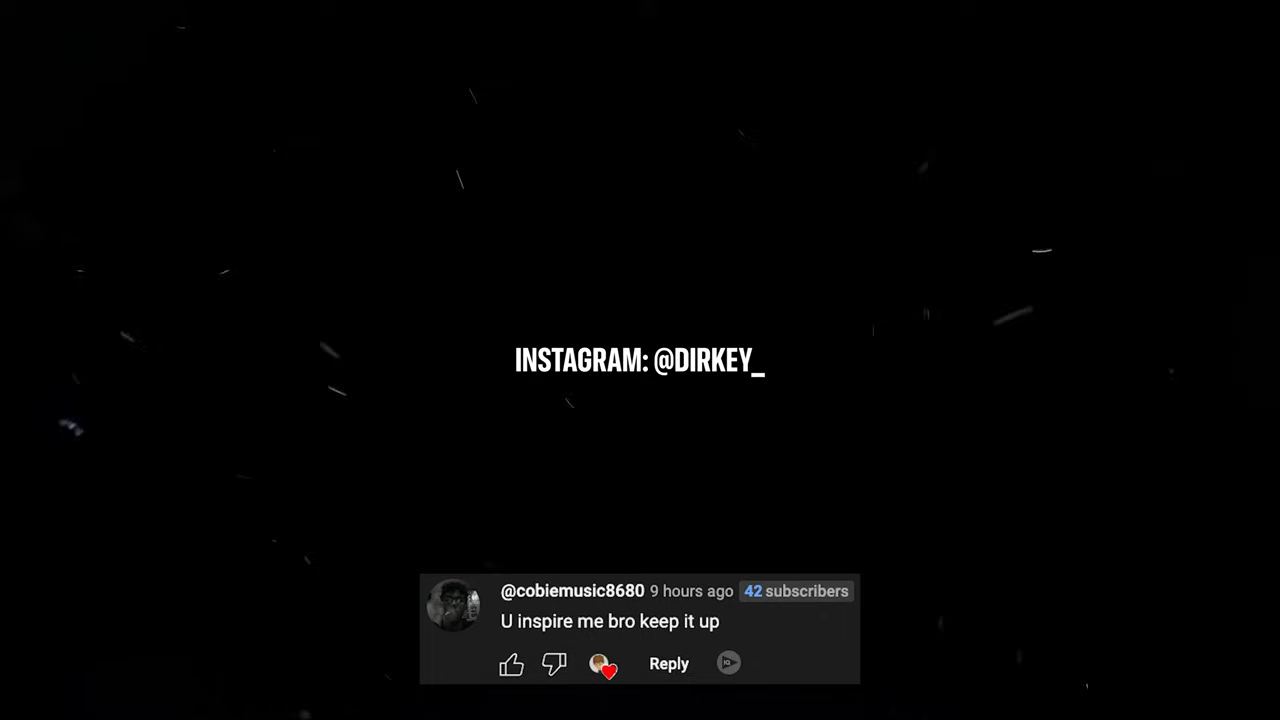 INSTAGRAM: @DIRKEY_
@cobiemusic8680 9 hours ago 42 subscribers
U inspire me bro keep it up
Reply